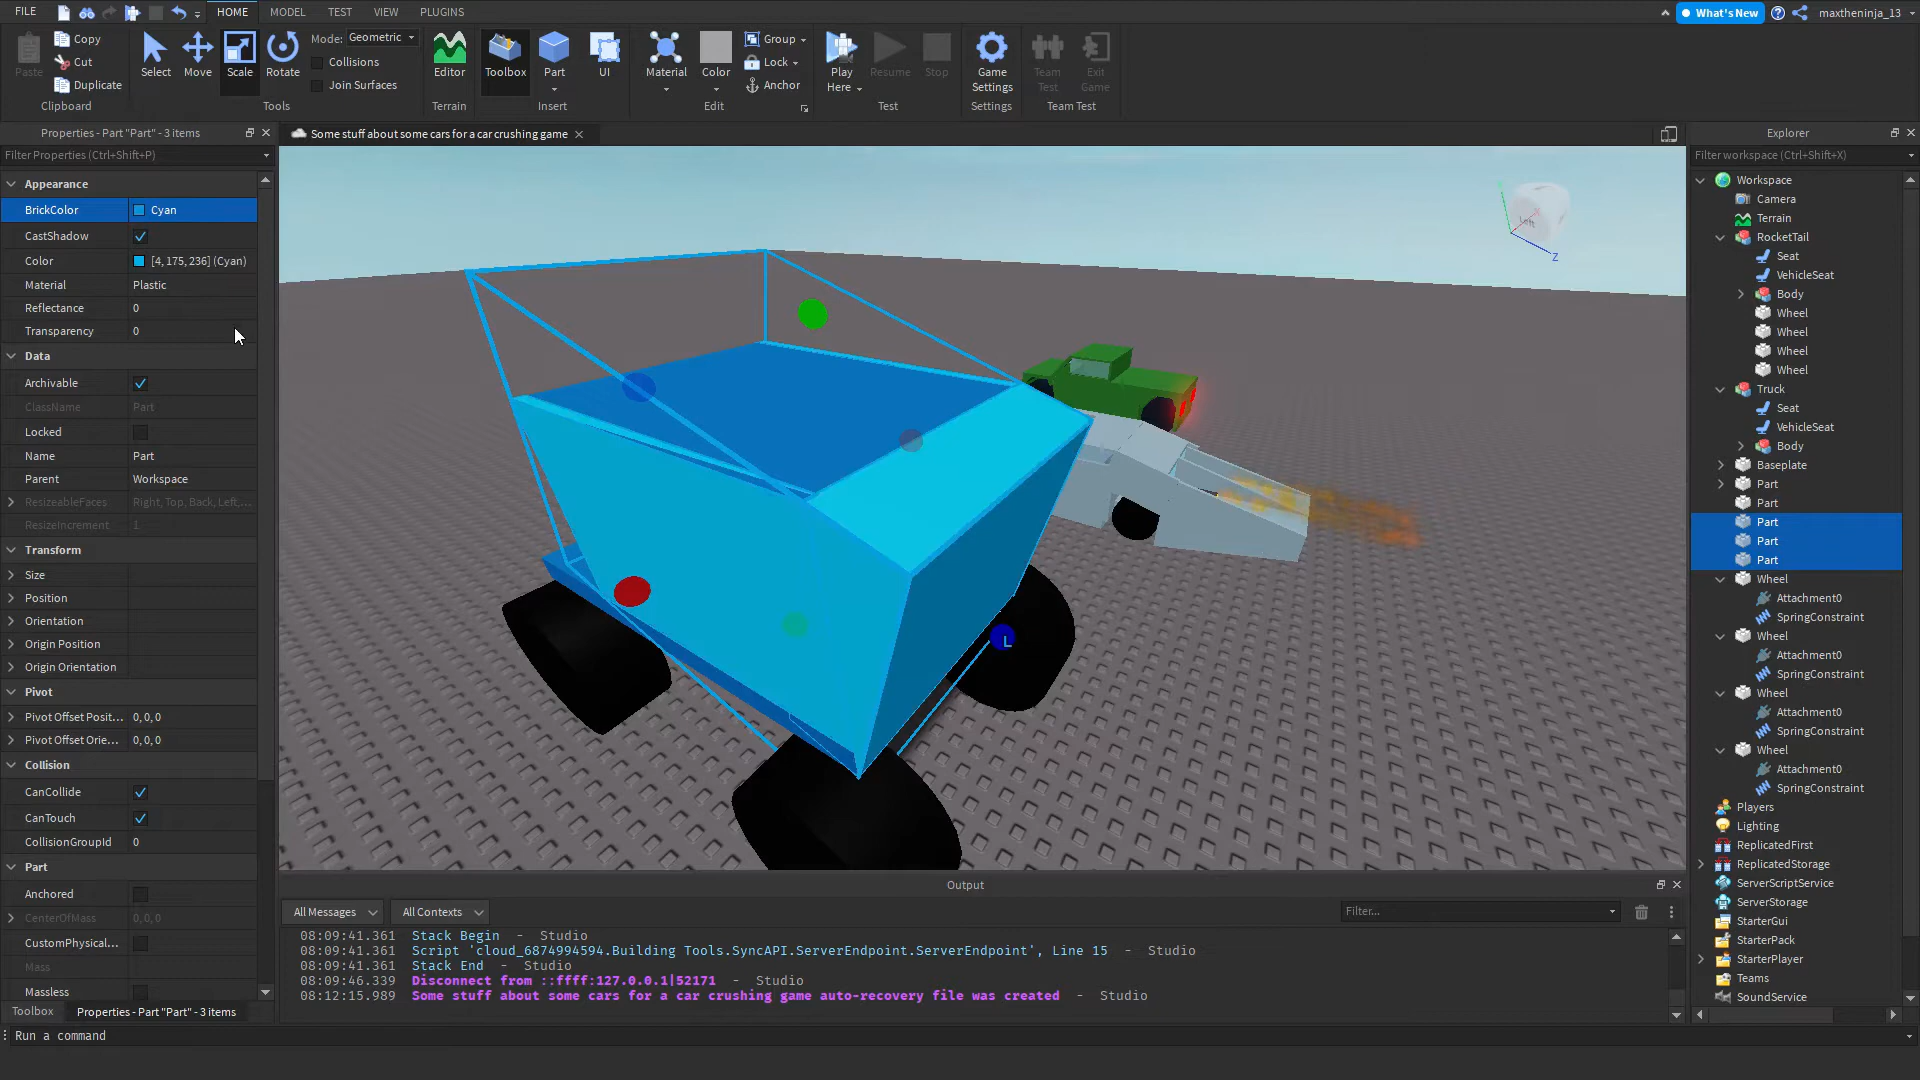 FILE HOME MODEL TEST VIEW PLUGINS What's New maxtheninja_13
Paste Copy Cut Duplicate Clipboard
Select Move Scale Rotate Mode: Geometric Collisions Join Surfaces Tools
Editor Terrain
Toolbox Part UI Insert
Material Color Group Lock Anchor Edit
Play Here Resume Stop Test
Game Settings Settings
Team Test Exit Game Team Test
Properties - Part "Part" - 3 items
Filter Properties (Ctrl+Shift+P)
Appearance
BrickColor Cyan
CastShadow
Color [4, 175, 236] (Cyan)
Material Plastic
Reflectance 0
Transparency 0
Data
Archivable
ClassName Part
Locked
Name Part
Parent Workspace
ResizeableFaces Right, Top, Back, Left,...
ResizeIncrement 1
Transform
Size
Position
Orientation
Origin Position
Origin Orientation
Pivot
Pivot Offset Posit... 0, 0, 0
Pivot Offset Orie... 0, 0, 0
Collision
CanCollide
CanTouch
CollisionGroupId 0
Part
Anchored
CenterOfMass 0, 0, 0
CustomPhysical...
Mass
Massless
Toolbox Properties - Part "Part" - 3 items
Some stuff about some cars for a car crushing game
Left
Z
L
Output
All Messages All Contexts Filter...
08:09:41.361 Stack Begin - Studio
08:09:41.361 Script 'cloud_6874994594.Building Tools.SyncAPI.ServerEndpoint.ServerEndpoint', Line 15 - Studio
08:09:41.361 Stack End - Studio
08:09:46.339 Disconnect from ::ffff:127.0.0.1|52171 - Studio
08:12:15.989 Some stuff about some cars for a car crushing game auto-recovery file was created - Studio
Explorer
Filter workspace (Ctrl+Shift+X)
Workspace
Camera
Terrain
RocketTail
Seat
VehicleSeat
Body
Wheel
Wheel
Wheel
Wheel
Truck
Seat
VehicleSeat
Body
Baseplate
Part
Part
Part
Part
Part
Wheel
Attachment0
SpringConstraint
Wheel
Attachment0
SpringConstraint
Wheel
Attachment0
SpringConstraint
Wheel
Attachment0
SpringConstraint
Players
Lighting
ReplicatedFirst
ReplicatedStorage
ServerScriptService
ServerStorage
StarterGui
StarterPack
StarterPlayer
Teams
SoundService
Run a command